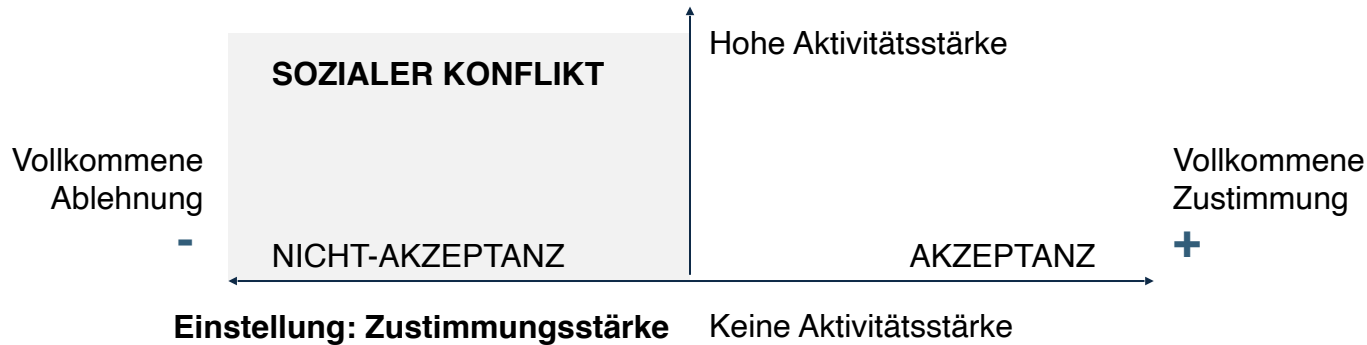 Hohe Aktivitätsstärke
SOZIALER KONFLIKT
Vollkommene
Ablehnung
-
Vollkommene
Zustimmung
+
NICHT-AKZEPTANZ
AKZEPTANZ
Einstellung: Zustimmungsstärke
Keine Aktivitätsstärke